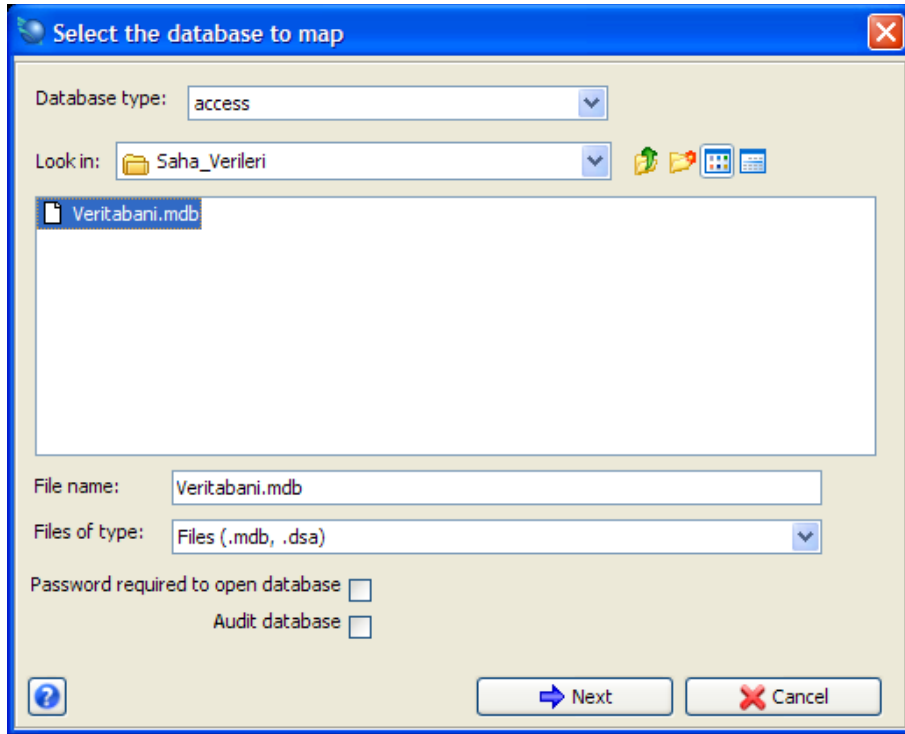 Select the database to map
Database type: access
Look in: Saha_Verileri
Veritabani.mdb
File name: Veritabani.mdb
Files of type: Files (.mdb, .dsa)
Password required to open database
Audit database
? Next Cancel